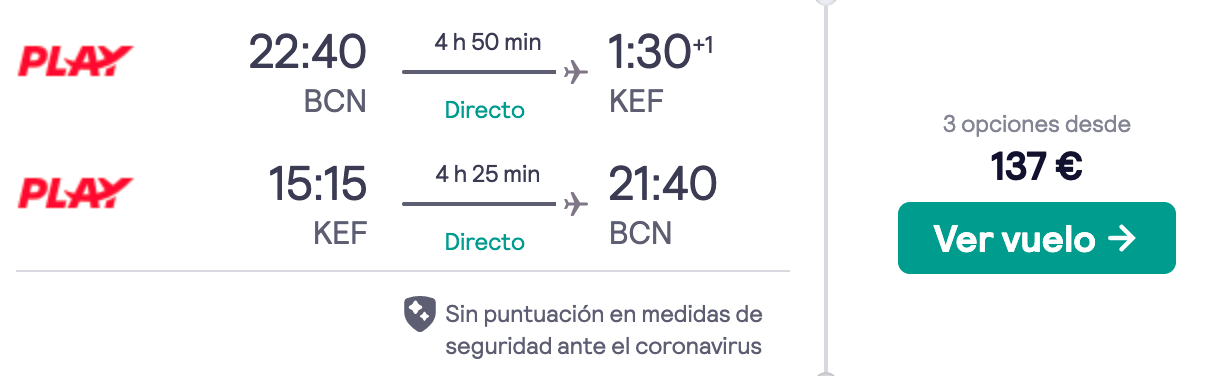 PLAY 22:40 4 h 50 min 1:30+1
BCN Directo KEF
PLAY 15:15 4 h 25 min 21:40
KEF Directo BCN
Sin puntuación en medidas de
seguridad ante el coronavirus
3 opciones desde
137 €
Ver vuelo →